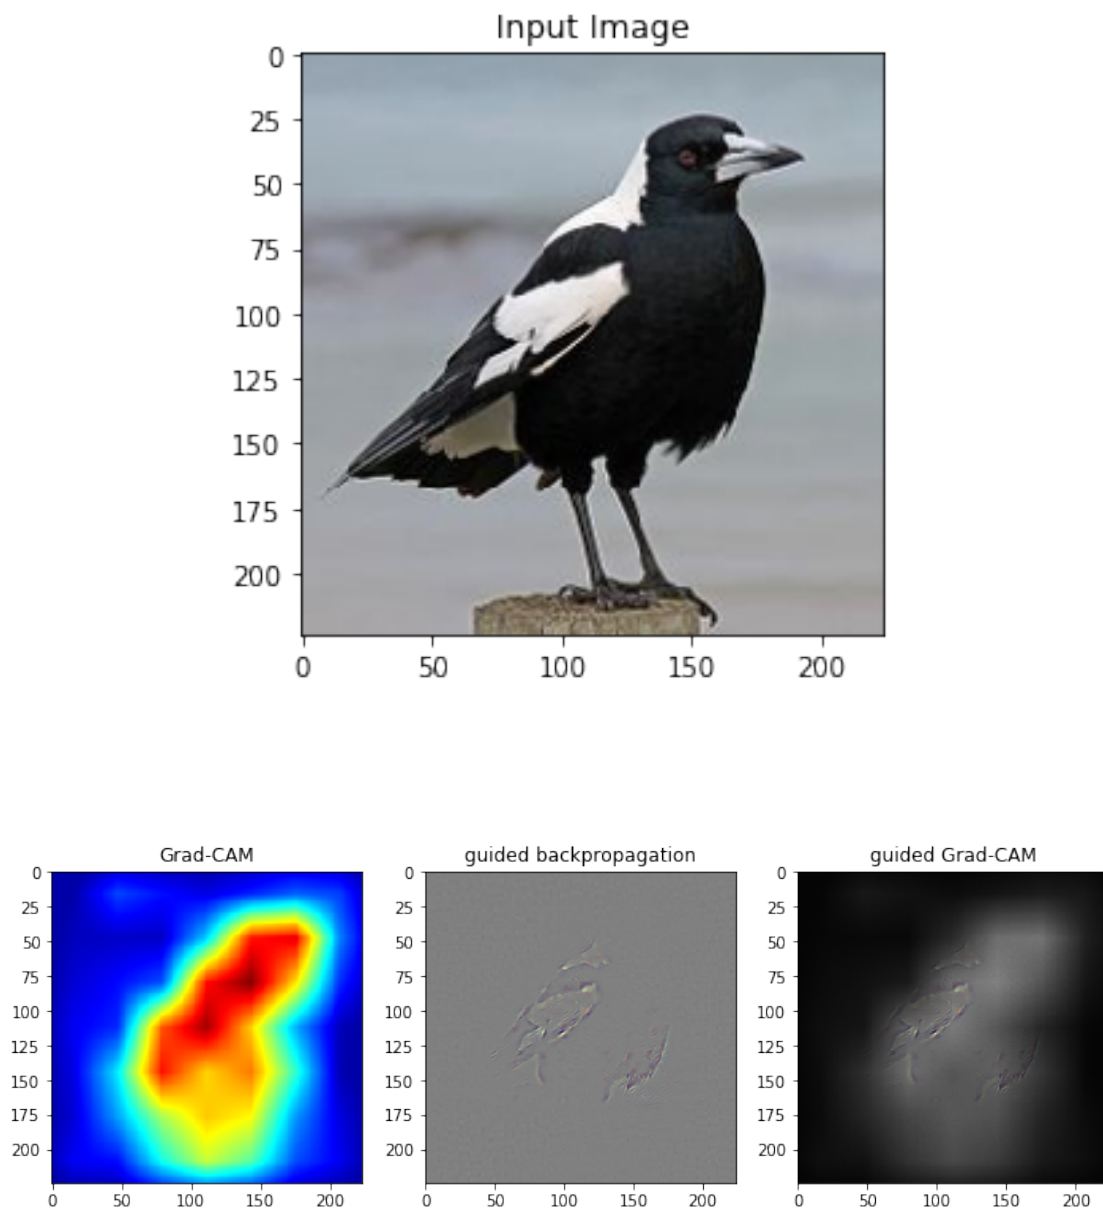 Input Image
0
25
50
75
100
125
150
175
200
0 50 100 150 200
Grad-CAM guided backpropagation guided Grad-CAM
0 0 0
25 25 25
50 50 50
75 75 75
100 100 100
125 125 125
150 150 150
175 175 175
200 200 200
0 50 100 150 200 0 50 100 150 200 0 50 100 150 200